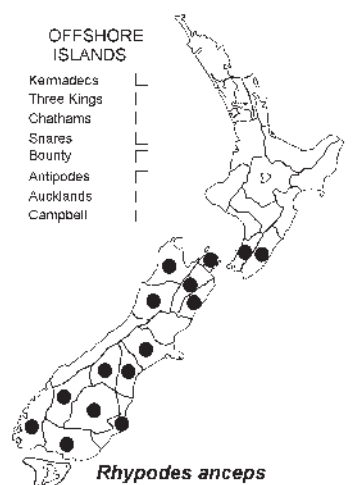 OFFSHORE
ISLANDS
Kermadecs
Three Kings
Chathams
Snares
Bounty
Antipodes
Aucklands
Campbell
Rhypodes anceps